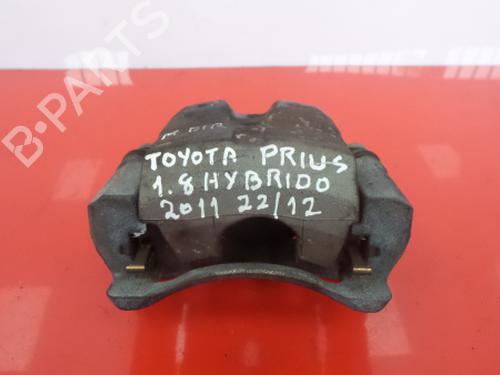 B-PARTS
TOYOTA PRIUS
1.8 HYBRIDO
2011 22/12